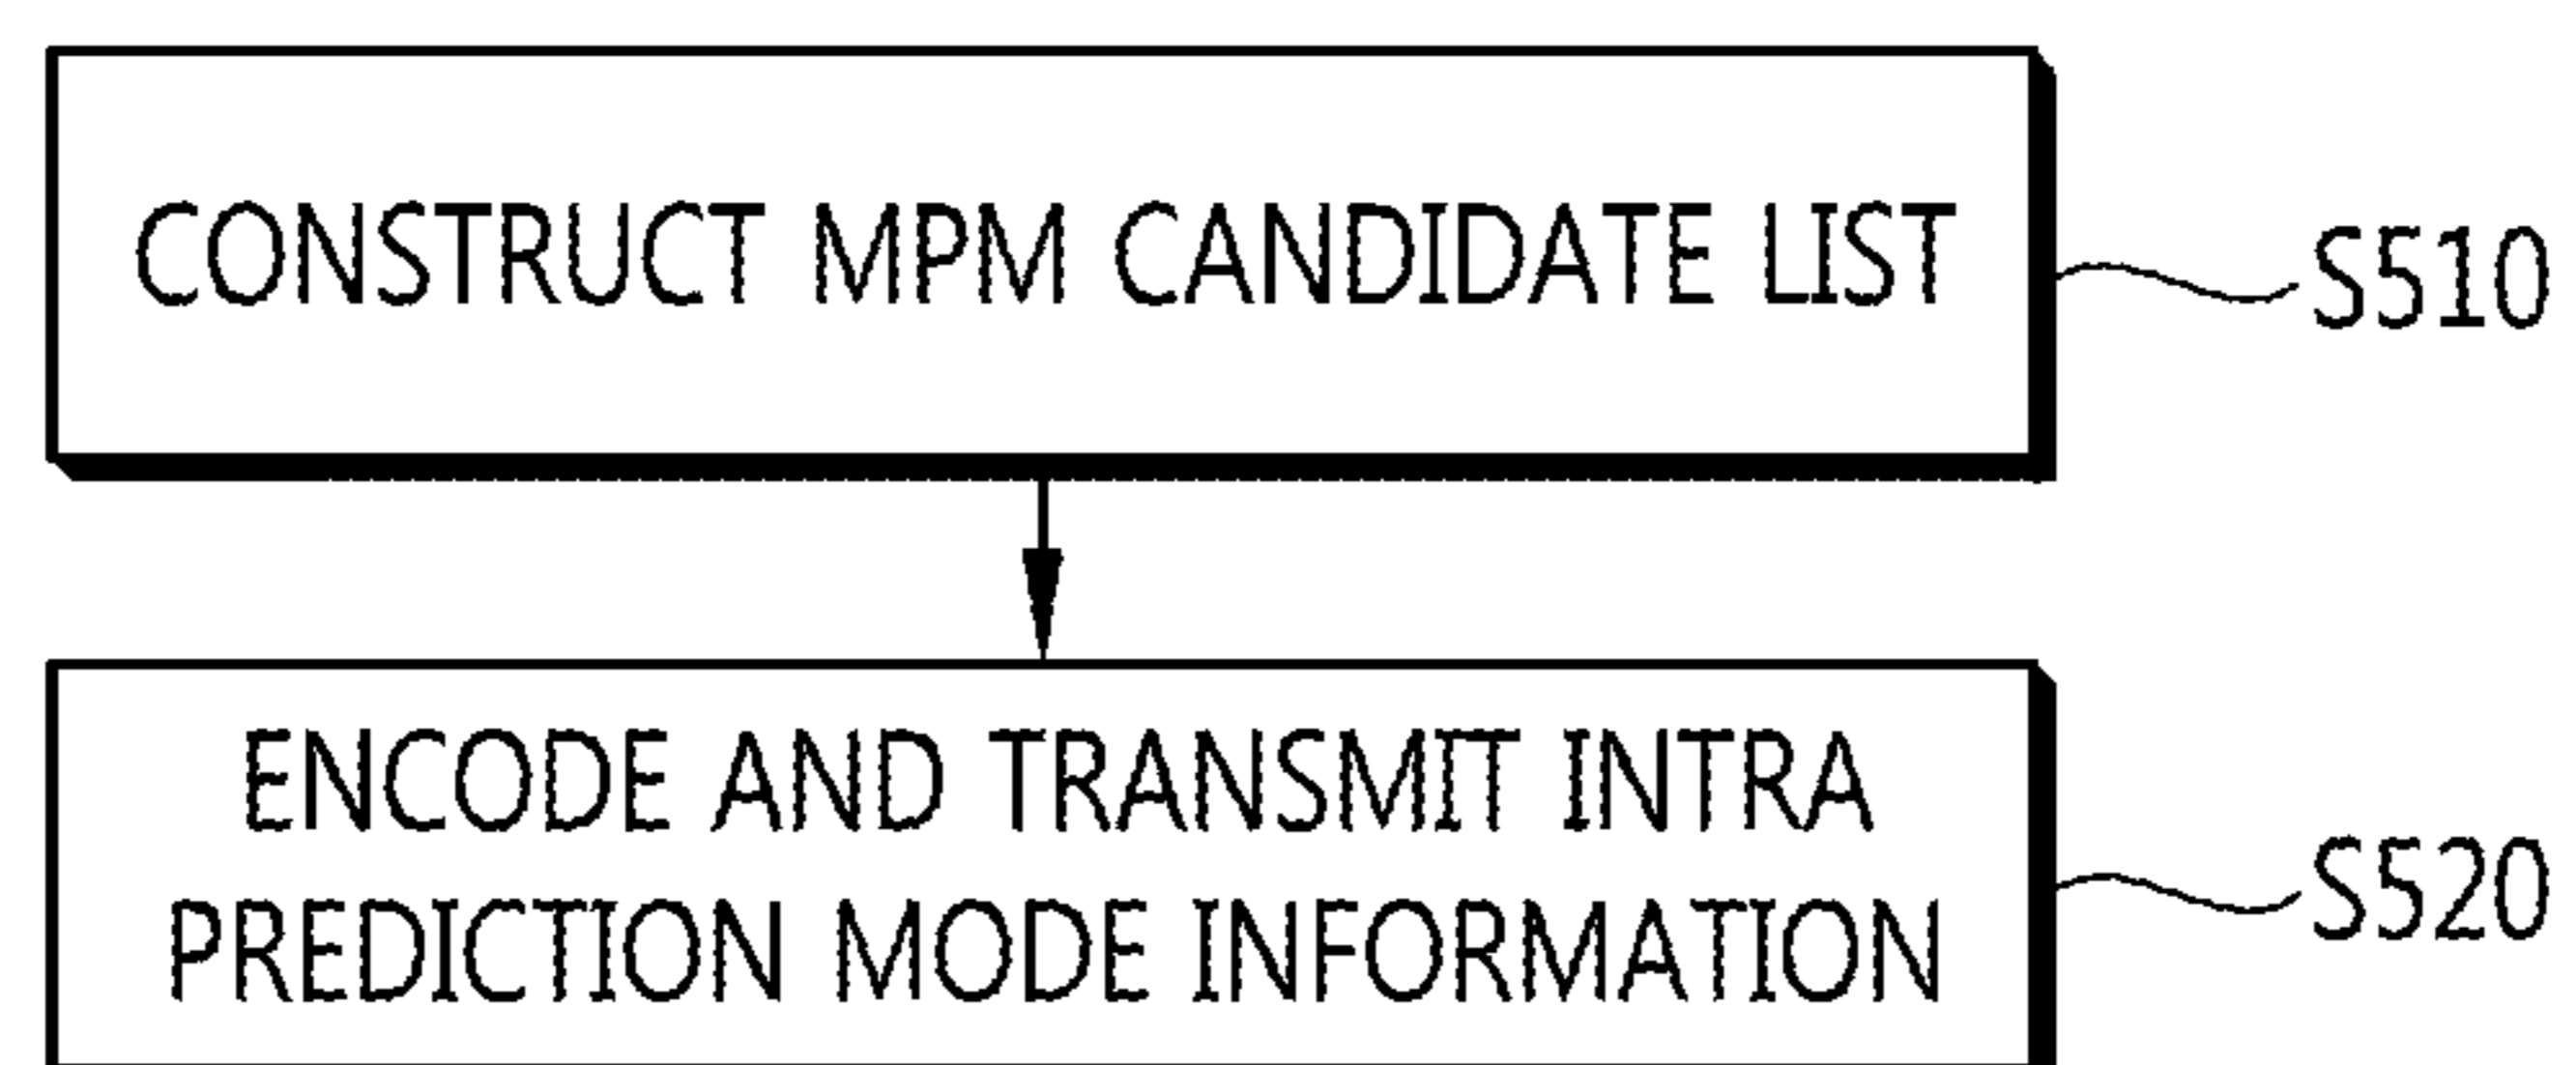 CONSTRUCT MPM CANDIDATE LIST
S510
ENCODE AND TRANSMIT INTRA
PREDICTION MODE INFORMATION
S520